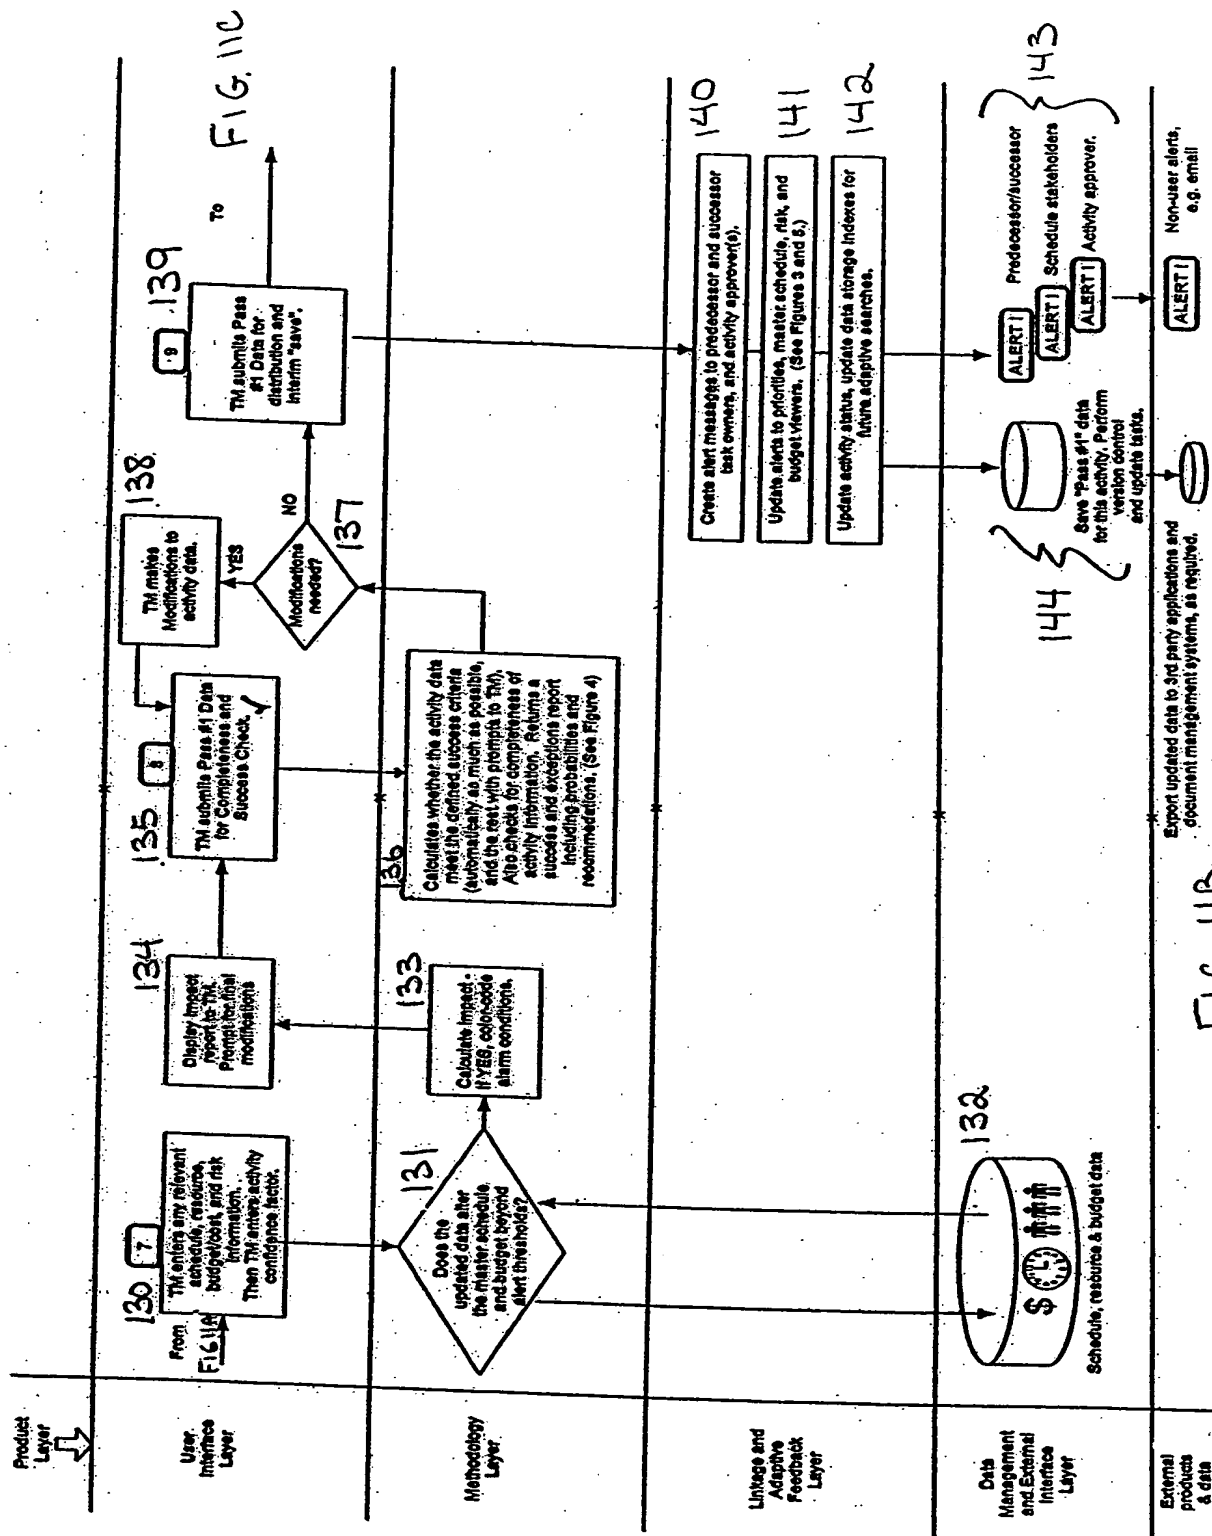 Product
Layer
User
Interface
Layer
From
FIG 11A
130
7
TM enters any relevant
schedule, resource,
budget/cost, and risk
information.
Then TM enters activity
confidence factor.
134
Display impact
report to TM.
Prompt for final
modifications
135
8
TM submits Pass #1 Data
for Completeness and
Success Check. ✓
138
TM makes
Modifications to
activity data.
YES
Modifications
needed?
137
NO
139
9
TM submits Pass
#1 Data for
distribution and
interim "save".
To
FIG. 11C
Methodology
Layer
131
Does the
updated data alter
the master schedule
and budget beyond
alert thresholds?
133
Calculate impact.
If YES, color-code
alarm conditions.
136
Calculates whether the activity data
meet the defined success criteria
(automatically as much as possible,
and the rest with prompts to TM).
Also checks for completeness of
activity information. Returns a
success and exceptions report
including probabilities and
recommedations. (See Figure 4)
Linkage and
Adaptive
Feedback
Layer
140
Create alert messages to predecessor and successor
task owners, and activity approver(s).
141
Update alerts to priorities, master schedule, risk, and
budget viewers. (See Figures 3 and 5.)
142
Update activity status, update data storage indexes for
future adaptive searches.
Data
Management
and External
Interface
Layer
132
$
Schedule, resource & budget data
144
Save "Pass #1" data
for this activity. Perform
version control
and update tasks.
ALERT !
Predecessor/successor
ALERT !
Schedule stakeholders
ALERT !
Activity approver.
143
External
products
& data
Export updated data to 3rd party applications and
document management systems, as required.
ALERT !
Non-user alerts,
e.g. email
FIG. 11B